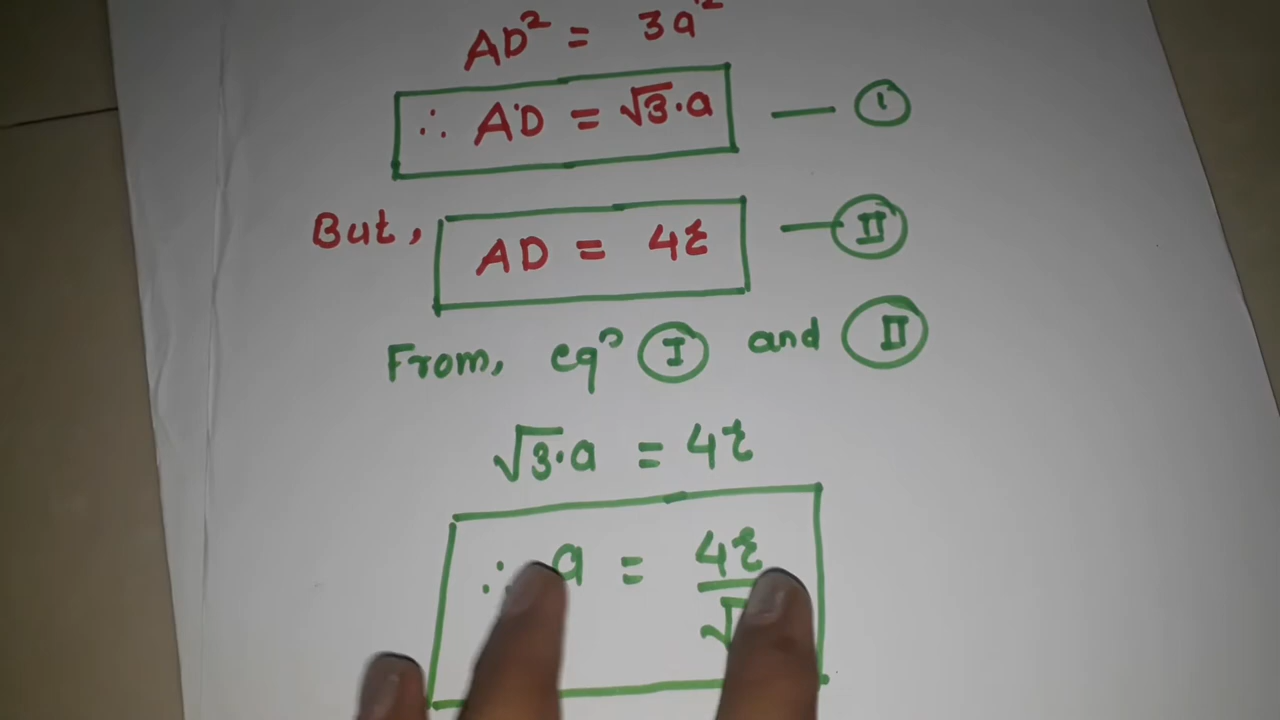 AD² = 3a²
∴ AD = √3·a — I
But, AD = 4r — II
From, eqⁿ I and II
√3·a = 4r
∴ a = 4r/√